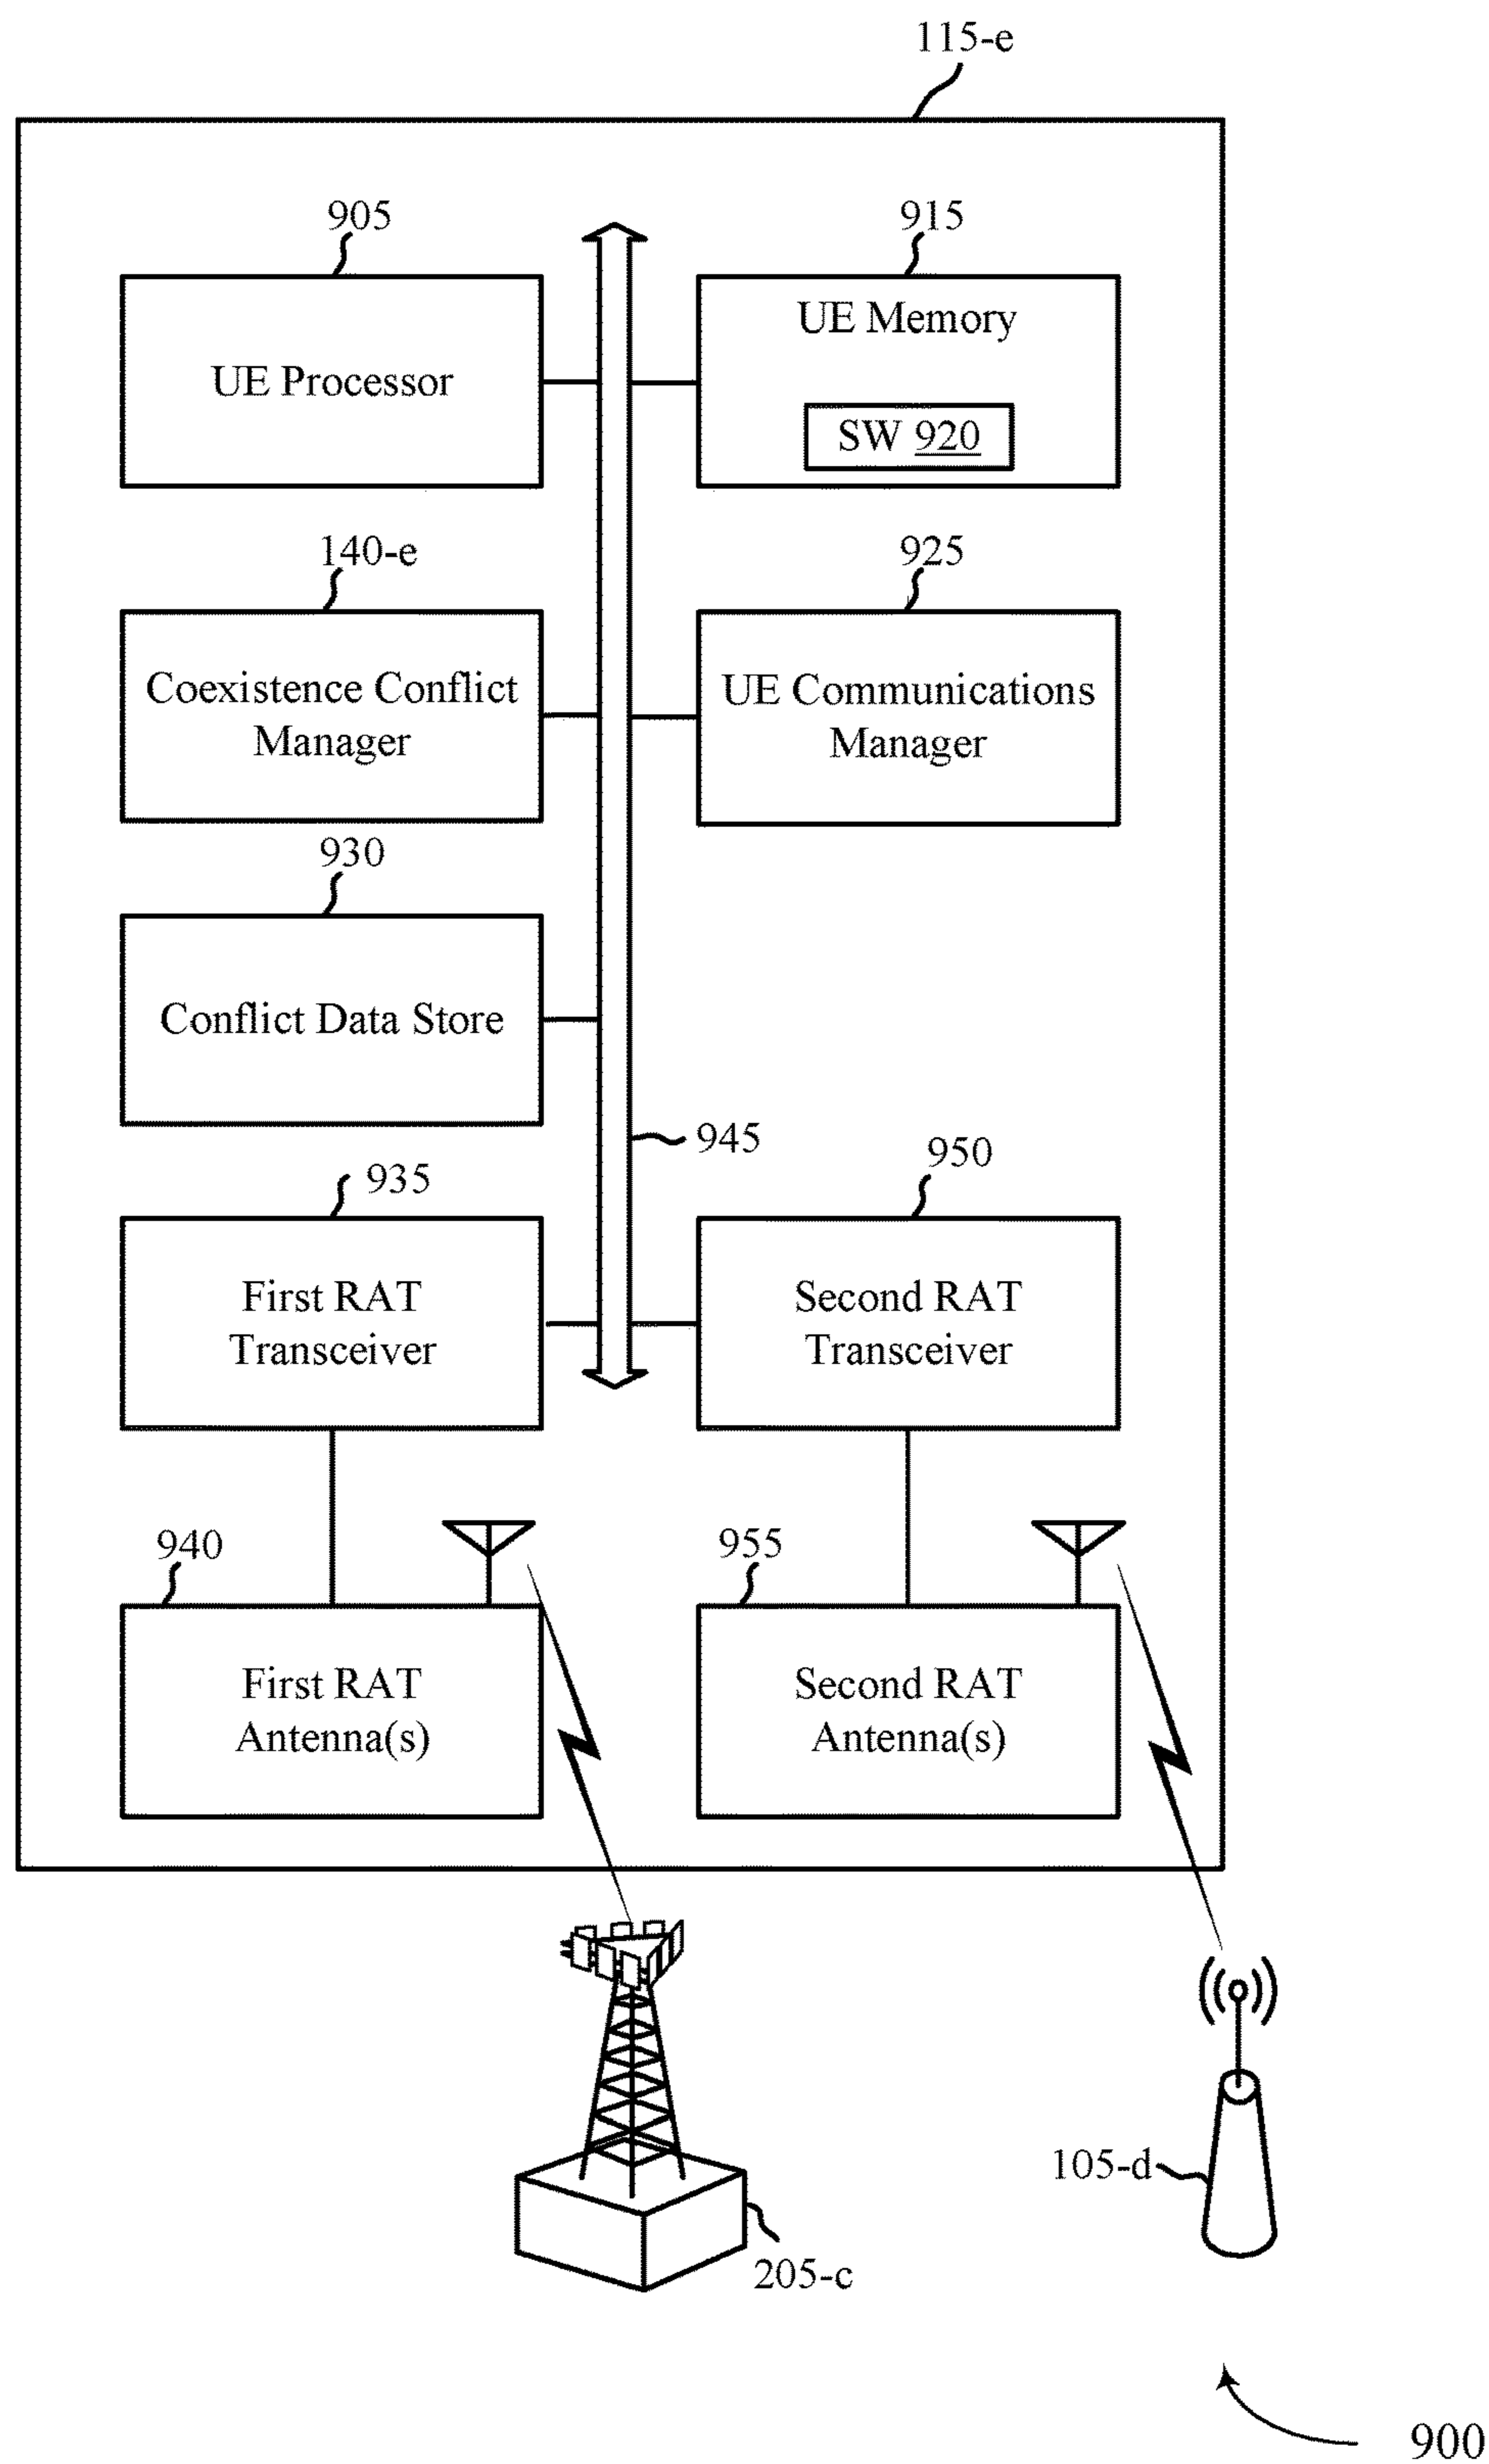 115-e
905
915
UE Processor
UE Memory
SW 920
140-e
925
Coexistence Conflict
Manager
UE Communications
Manager
930
Conflict Data Store
945
935
950
First RAT
Transceiver
Second RAT
Transceiver
940
955
First RAT
Antenna(s)
Second RAT
Antenna(s)
105-d
205-c
900